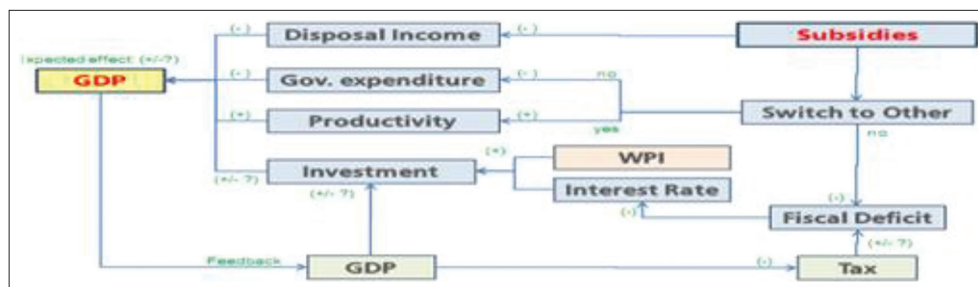 Disposal Income
(-)
(-)
Subsidies
Expected effect: (+/-?)
GDP
(-)
Gov. expenditure
(-)
no
(+)
Productivity
(+)
yes
Switch to Other
no
(+)
WPI
Investment
(+/- ?)
(+/- ?)
Interest Rate
(-)
(-)
Fiscal Deficit
(+/- ?)
Feedback
GDP
(-)
Tax